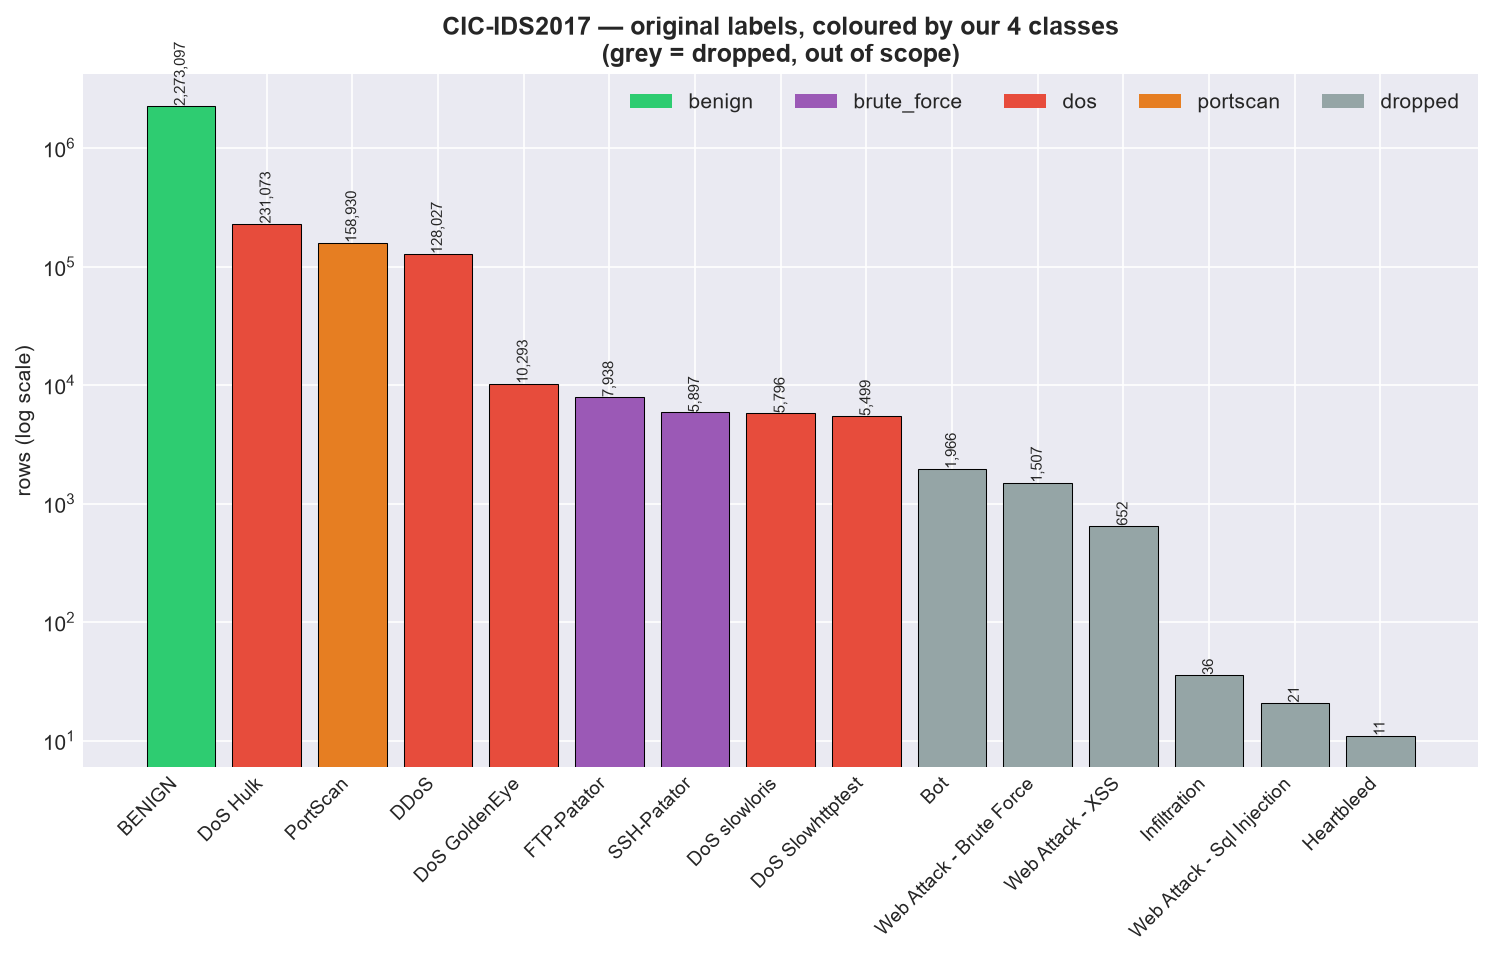 CIC-IDS2017 — original labels, coloured by our 4 classes
(grey = dropped, out of scope)
benign
brute_force
dos
portscan
dropped
rows (log scale)
10^6
10^5
10^4
10^3
10^2
10^1
2,273,097
231,073
158,930
128,027
10,293
7,938
5,897
5,796
5,499
1,966
1,507
652
36
21
11
BENIGN
DoS Hulk
PortScan
DDoS
DoS GoldenEye
FTP-Patator
SSH-Patator
DoS slowloris
DoS Slowhttptest
Bot
Web Attack - Brute Force
Web Attack - XSS
Infiltration
Web Attack - Sql Injection
Heartbleed